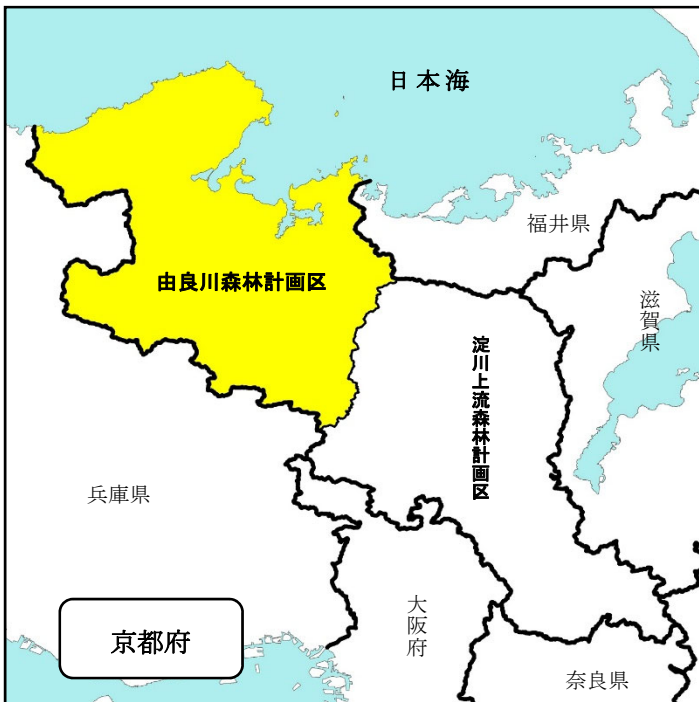 日本海
福井県
由良川森林計画区
滋賀県
淀川上流森林計画区
兵庫県
大阪府
京都府
奈良県